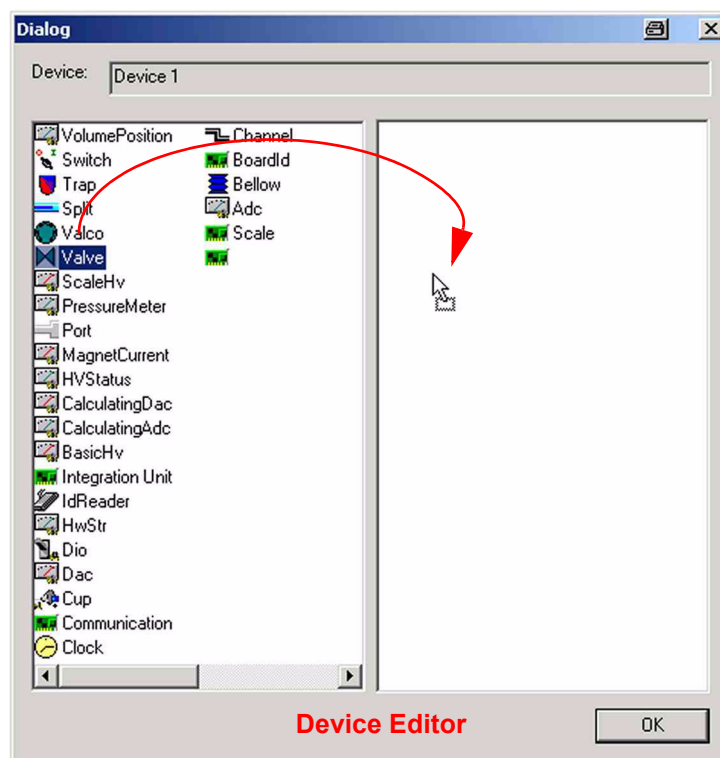 Dialog
Device: Device 1
VolumePosition
Switch
Trap
Split
Valco
Valve
ScaleHv
PressureMeter
Port
MagnetCurrent
HVStatus
CalculatingDac
CalculatingAdc
BasicHv
Integration Unit
IdReader
HwStr
Dio
Dac
Cup
Communication
Clock
Channel
BoardId
Bellow
Adc
Scale
Device Editor
OK